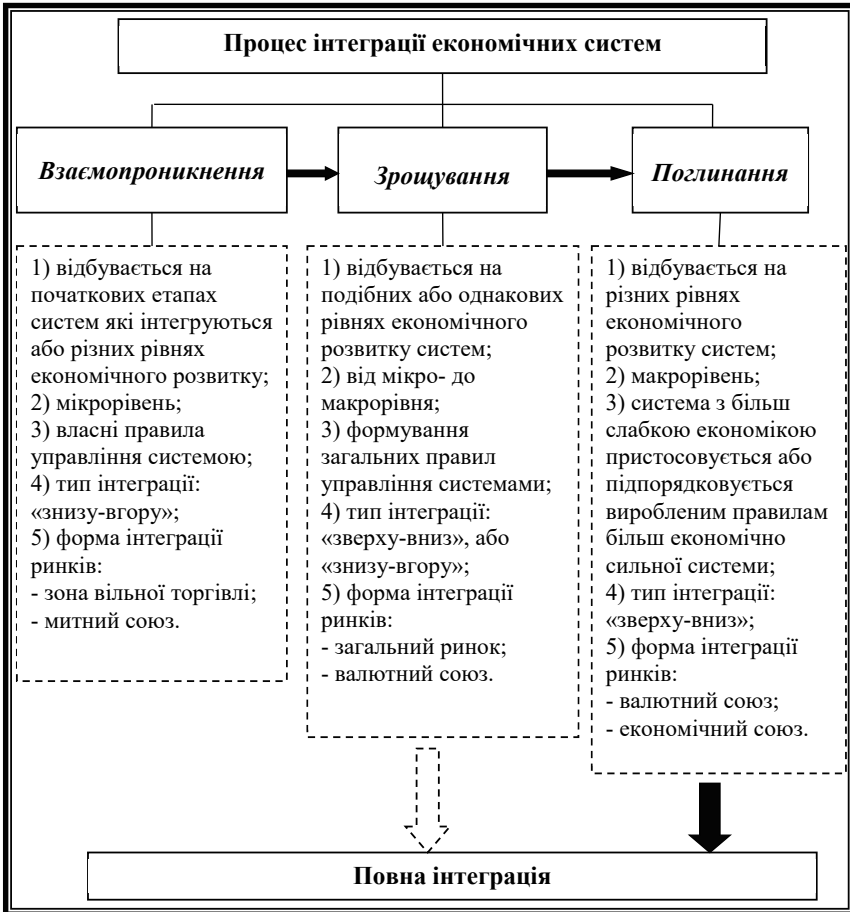 Процес інтеграції економічних систем
Взаємопроникнення
Зрощування
Поглинання
1) відбувається на
початкових етапах
систем які інтегруються
або різних рівнях
економічного розвитку;
2) мікрорівень;
3) власні правила
управління системою;
4) тип інтеграції:
«знизу-вгору»;
5) форма інтеграції
ринків:
- зона вільної торгівлі;
- митний союз.
1) відбувається на
подібних або однакових
рівнях економічного
розвитку систем;
2) від мікро- до
макрорівня;
3) формування
загальних правил
управління системами;
4) тип інтеграції:
«зверху-вниз», або
«знизу-вгору»;
5) форма інтеграції
ринків:
- загальний ринок;
- валютний союз.
1) відбувається на
різних рівнях
економічного
розвитку систем;
2) макрорівень;
3) система з більш
слабкою економікою
пристосовується або
підпорядковується
виробленим правилам
більш економічно
сильної системи;
4) тип інтеграції:
«зверху-вниз»;
5) форма інтеграції
ринків:
- валютний союз;
- економічний союз.
Повна інтеграція